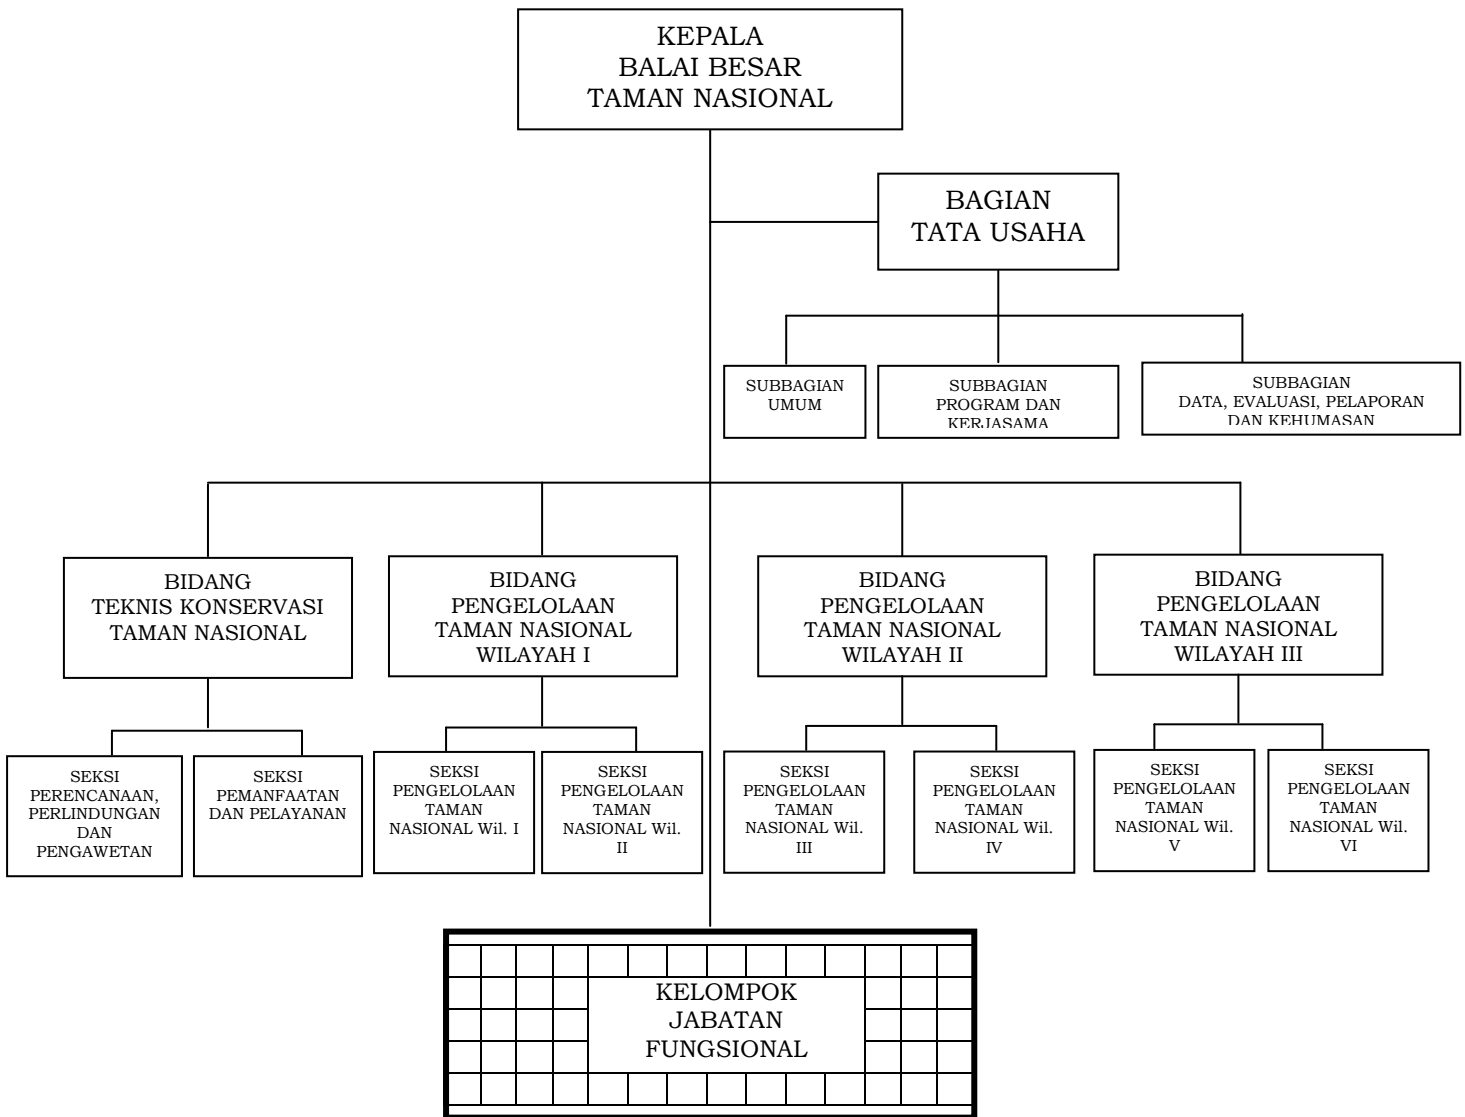 KEPALA
BALAI BESAR
TAMAN NASIONAL
BAGIAN
TATA USAHA
SUBBAGIAN
UMUM
SUBBAGIAN
PROGRAM DAN
KERJASAMA
SUBBAGIAN
DATA, EVALUASI, PELAPORAN
DAN KEHUMASAN
BIDANG
TEKNIS KONSERVASI
TAMAN NASIONAL
BIDANG
PENGELOLAAN
TAMAN NASIONAL
WILAYAH I
BIDANG
PENGELOLAAN
TAMAN NASIONAL
WILAYAH II
BIDANG
PENGELOLAAN
TAMAN NASIONAL
WILAYAH III
SEKSI
PERENCANAAN,
PERLINDUNGAN
DAN
PENGAWETAN
SEKSI
PEMANFAATAN
DAN PELAYANAN
SEKSI
PENGELOLAAN
TAMAN
NASIONAL Wil. I
SEKSI
PENGELOLAAN
TAMAN
NASIONAL Wil.
II
SEKSI
PENGELOLAAN
TAMAN
NASIONAL Wil.
III
SEKSI
PENGELOLAAN
TAMAN
NASIONAL Wil.
IV
SEKSI
PENGELOLAAN
TAMAN
NASIONAL Wil.
V
SEKSI
PENGELOLAAN
TAMAN
NASIONAL Wil.
VI
KELOMPOK
JABATAN
FUNGSIONAL